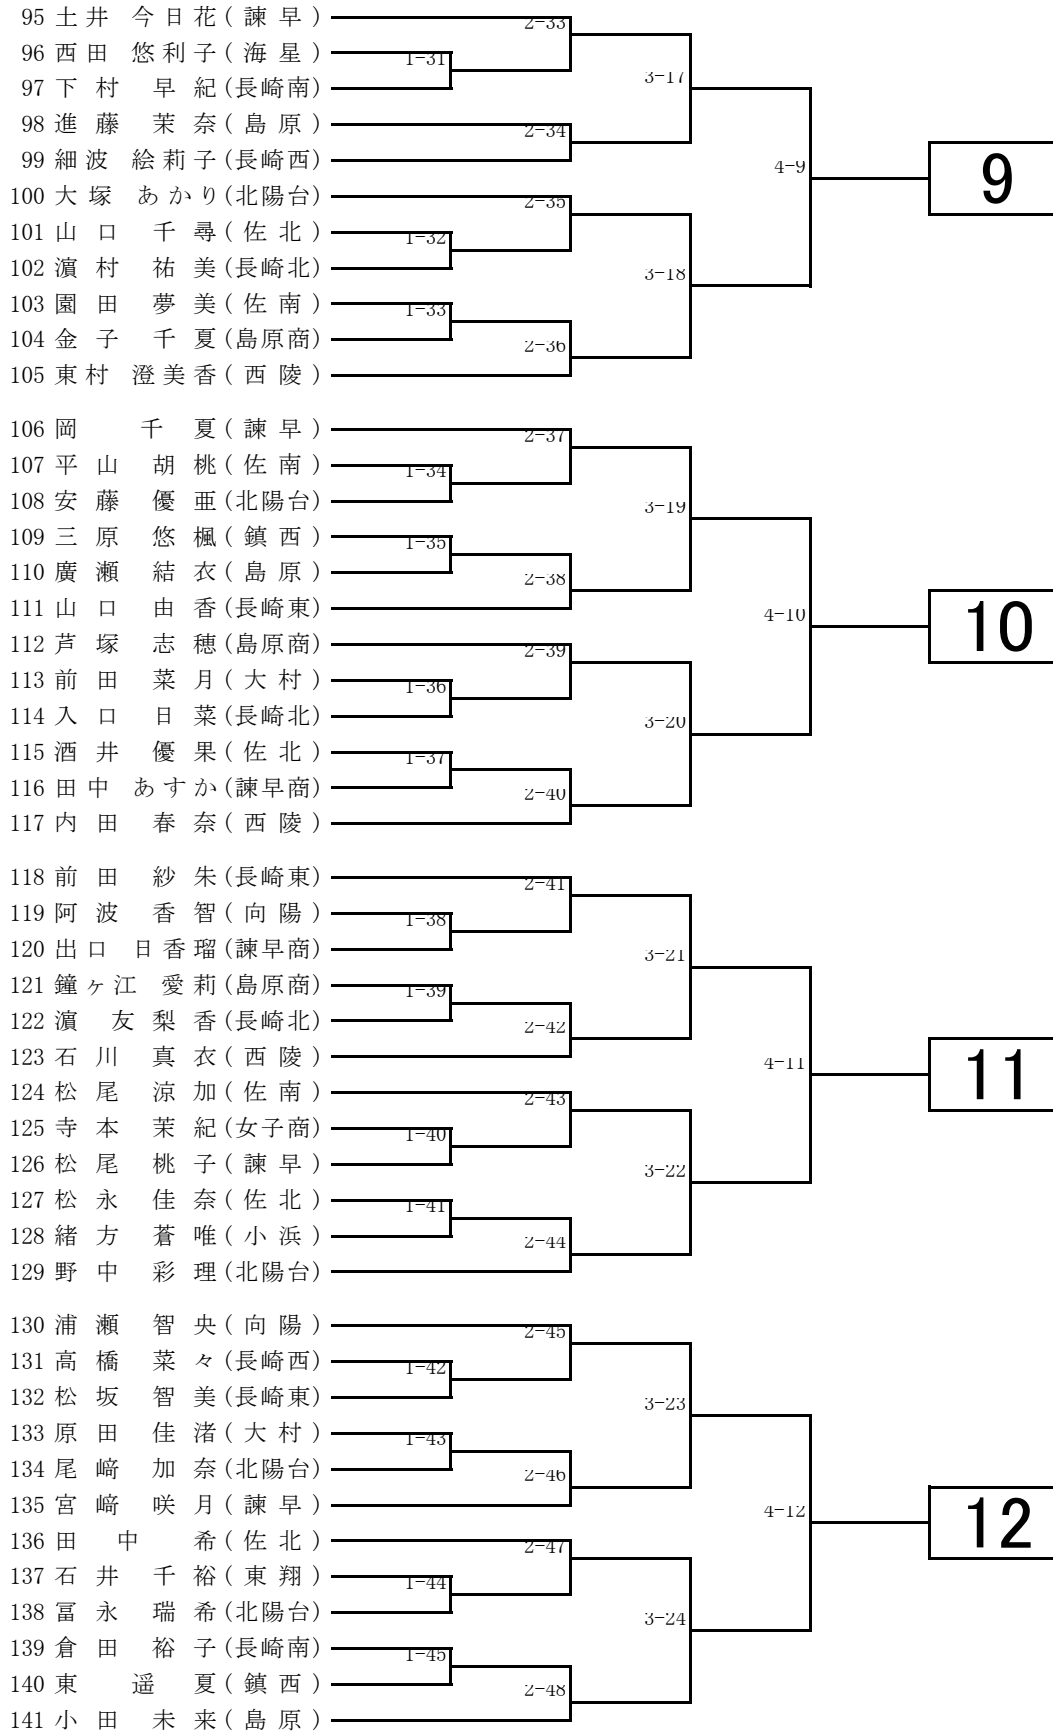 95 土井 今日花(諫早)
2-33
96 西田 悠利子(海星)
1-31
97 下村 早紀(長崎南)
3-17
98 進藤 茉奈(島原)
2-34
99 細波 絵莉子(長崎西)
4-9
9
100 大塚 あかり(北陽台)
2-35
101 山口 千尋(佐北)
1-32
102 濵村 祐美(長崎北)
3-18
103 園田 夢美(佐南)
1-33
104 金子 千夏(島原商)
2-36
105 東村 澄美香(西陵)
106 岡 千夏(諫早)
2-37
107 平山 胡桃(佐南)
1-34
108 安藤 優亜(北陽台)
3-19
109 三原 悠楓(鎮西)
1-35
110 廣瀬 結衣(島原)
2-38
111 山口 由香(長崎東)
4-10
10
112 芦塚 志穂(島原商)
2-39
113 前田 菜月(大村)
1-36
114 入口 日菜(長崎北)
3-20
115 酒井 優果(佐北)
1-37
116 田中 あすか(諫早商)
2-40
117 内田 春奈(西陵)
118 前田 紗朱(長崎東)
2-41
119 阿波 香智(向陽)
1-38
120 出口 日香瑠(諫早商)
3-21
121 鐘ヶ江 愛莉(島原商)
1-39
122 濵 友梨香(長崎北)
2-42
123 石川 真衣(西陵)
4-11
11
124 松尾 涼加(佐南)
2-43
125 寺本 茉紀(女子商)
1-40
126 松尾 桃子(諫早)
3-22
127 松永 佳奈(佐北)
1-41
128 緒方 蒼唯(小浜)
2-44
129 野中 彩理(北陽台)
130 浦瀬 智央(向陽)
2-45
131 高橋 菜々(長崎西)
1-42
132 松坂 智美(長崎東)
3-23
133 原田 佳渚(大村)
1-43
134 尾﨑 加奈(北陽台)
2-46
135 宮﨑 咲月(諫早)
4-12
12
136 田中 希(佐北)
2-47
137 石井 千裕(東翔)
1-44
138 冨永 瑞希(北陽台)
3-24
139 倉田 裕子(長崎南)
1-45
140 東 遥夏(鎮西)
2-48
141 小田 未来(島原)